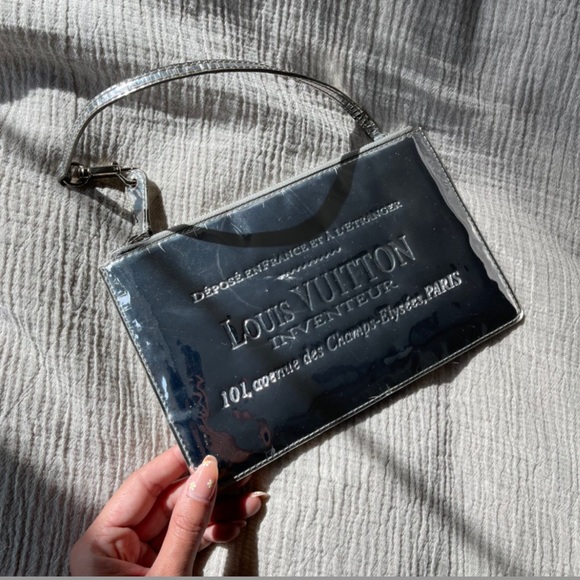 DÉPOSÉ EN FRANCE ET À L'ÉTRANGER
LOUIS VUITTON
INVENTEUR
101, avenue des Champs-Elysées, PARIS